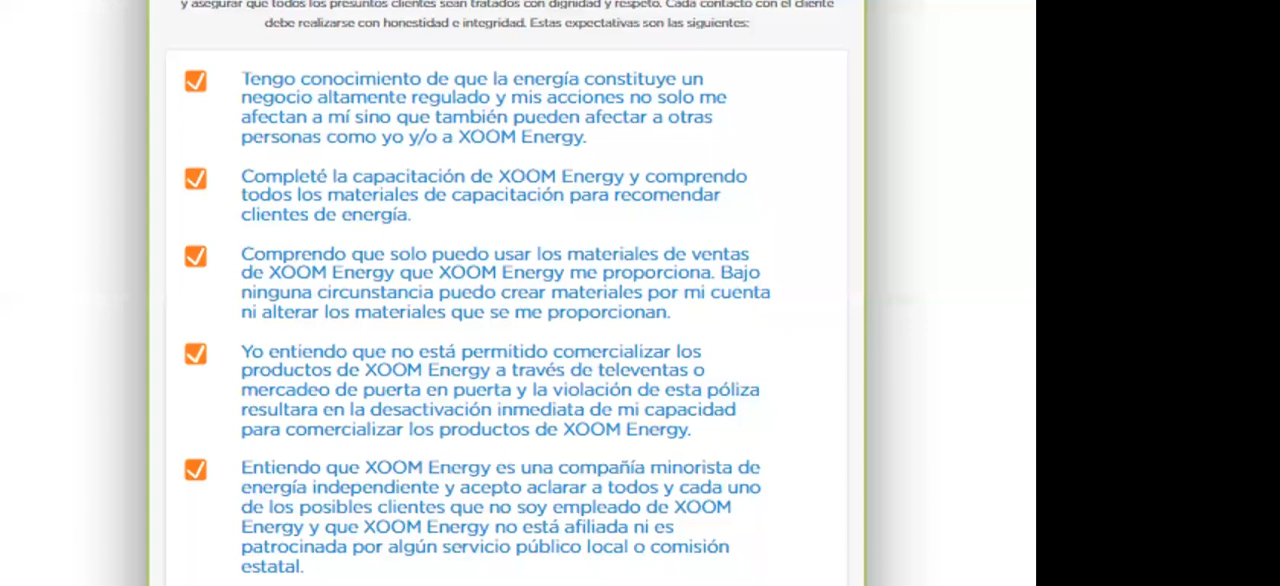 y asegurar que todos los presuntos clientes sean tratados con dignidad y respeto. Cada contacto con el cliente
debe realizarse con honestidad e integridad. Estas expectativas son las siguientes:
Tengo conocimiento de que la energía constituye un
negocio altamente regulado y mis acciones no solo me
afectan a mí sino que también pueden afectar a otras
personas como yo y/o a XOOM Energy.
Completé la capacitación de XOOM Energy y comprendo
todos los materiales de capacitación para recomendar
clientes de energía.
Comprendo que solo puedo usar los materiales de ventas
de XOOM Energy que XOOM Energy me proporciona. Bajo
ninguna circunstancia puedo crear materiales por mi cuenta
ni alterar los materiales que se me proporcionan.
Yo entiendo que no está permitido comercializar los
productos de XOOM Energy a través de televentas o
mercadeo de puerta en puerta y la violación de esta póliza
resultara en la desactivación inmediata de mi capacidad
para comercializar los productos de XOOM Energy.
Entiendo que XOOM Energy es una compañía minorista de
energía independiente y acepto aclarar a todos y cada uno
de los posibles clientes que no soy empleado de XOOM
Energy y que XOOM Energy no está afiliada ni es
patrocinada por algún servicio público local o comisión
estatal.